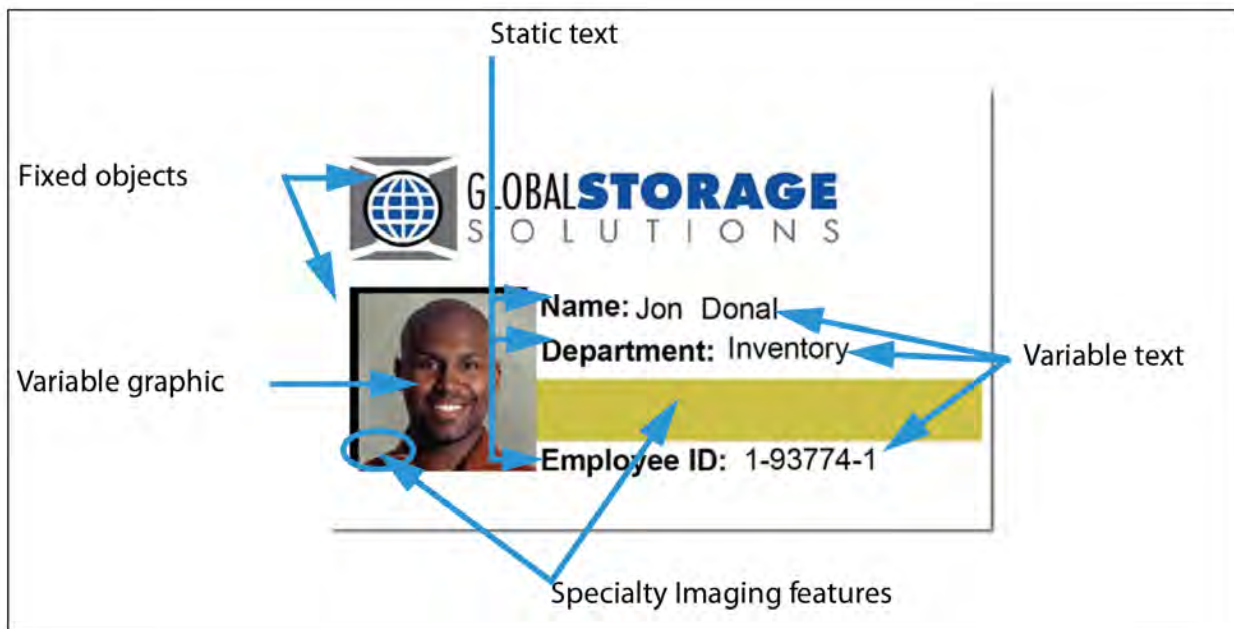 Static text
Fixed objects
GLOBALSTORAGE
SOLUTIONS
Name: Jon Donal
Department: Inventory
Variable text
Variable graphic
Employee ID: 1-93774-1
Specialty Imaging features